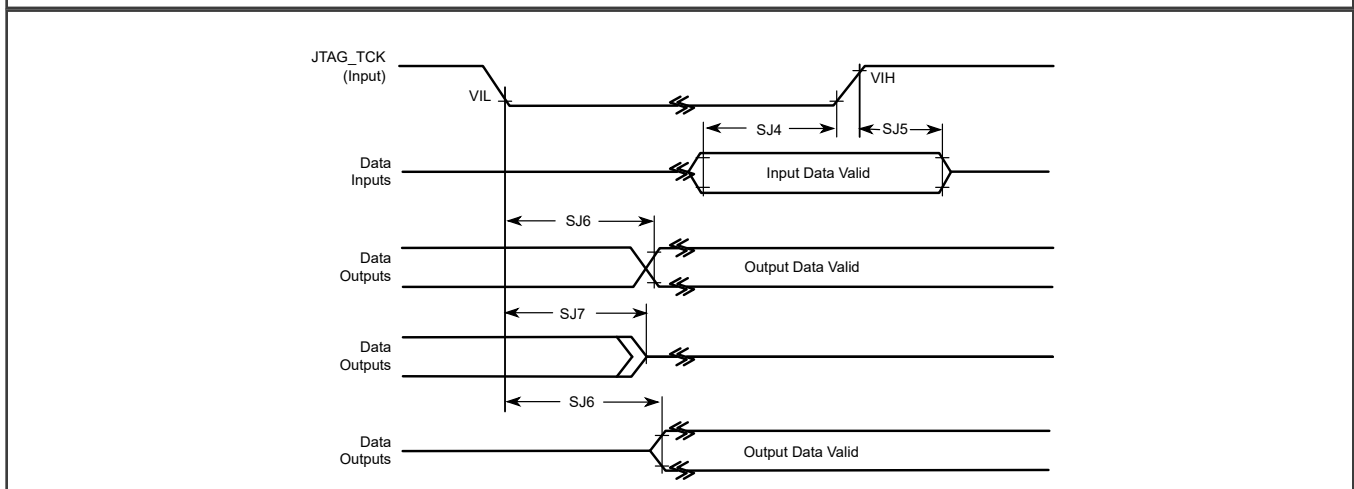 JTAG_TCK
(Input)
VIH
VIL
SJ4
SJ5
Data
Inputs
Input Data Valid
SJ6
Data
Outputs
Output Data Valid
SJ7
Data
Outputs
SJ6
Data
Outputs
Output Data Valid